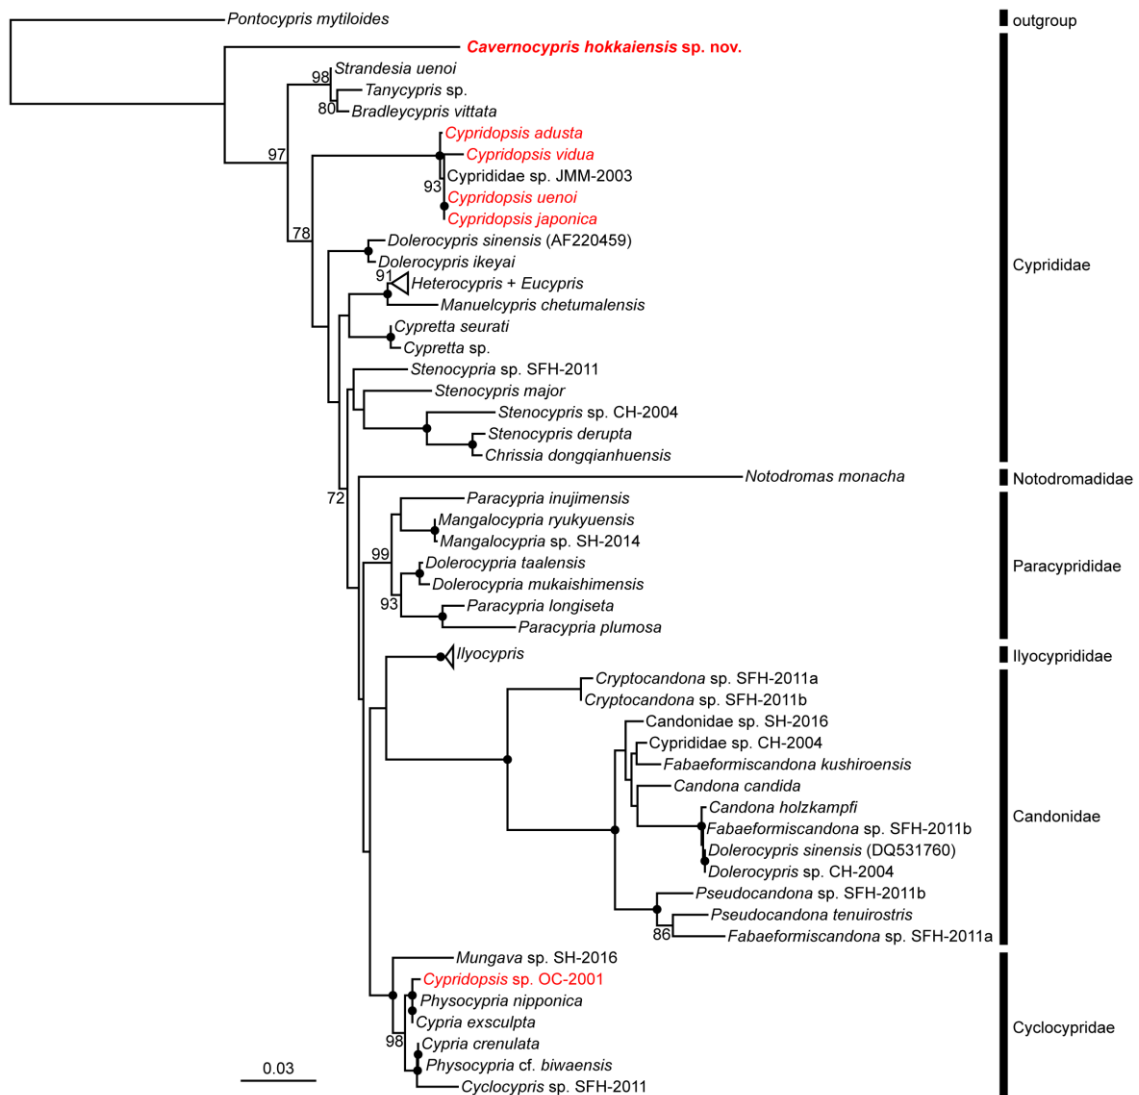 Pontocypris mytiloides
outgroup
Cavernocypris hokkaiensis sp. nov.
98
Strandesia uenoi
Tanycypris sp.
80
Bradleycypris vittata
97
Cypridopsis adusta
Cypridopsis vidua
Cyprididae sp. JMM-2003
93
Cypridopsis uenoi
Cypridopsis japonica
78
Dolerocypris sinensis (AF220459)
Dolerocypris ikeyai
Cyprididae
91
Heterocypris + Eucypris
Manuelcypris chetumalensis
Cypretta seurati
Cypretta sp.
Stenocypria sp. SFH-2011
Stenocypris major
Stenocypris sp. CH-2004
Stenocypris derupta
Chrissia dongqianhuensis
Notodromas monacha
Notodromadidae
72
Paracypria inujimensis
Mangalocypria ryukyuensis
Mangalocypria sp. SH-2014
99
Dolerocypria taalensis
Paracyprididae
Dolerocypria mukaishimensis
93
Paracypria longiseta
Paracypria plumosa
Ilyocypris
Ilyocyprididae
Cryptocandona sp. SFH-2011a
Cryptocandona sp. SFH-2011b
Candonidae sp. SH-2016
Cyprididae sp. CH-2004
Fabaeformiscandona kushiroensis
Candona candida
Candona holzkampfi
Candonidae
Fabaeformiscandona sp. SFH-2011b
Dolerocypris sinensis (DQ531760)
Dolerocypris sp. CH-2004
Pseudocandona sp. SFH-2011b
Pseudocandona tenuirostris
86
Fabaeformiscandona sp. SFH-2011a
Mungava sp. SH-2016
Cypridopsis sp. OC-2001
Physocypria nipponica
Cypria exsculpta
Cyclocypridae
98
Cypria crenulata
Physocypria cf. biwaensis
0.03
Cyclocypris sp. SFH-2011